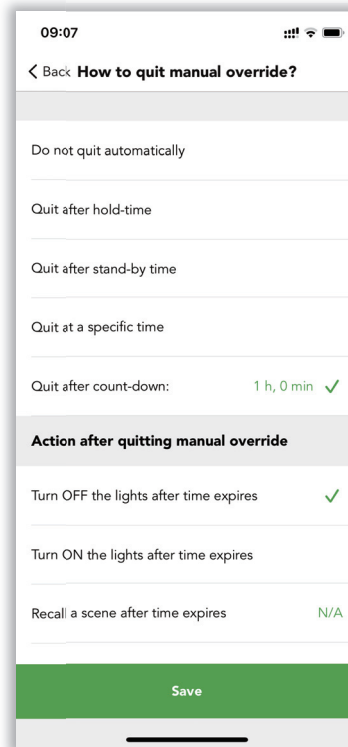 09:07
Back How to quit manual override?
Do not quit automatically
Quit after hold-time
Quit after stand-by time
Quit at a specific time
Quit after count-down: 1 h, 0 min
Action after quitting manual override
Turn OFF the lights after time expires
Turn ON the lights after time expires
Recall a scene after time expires N/A
Save